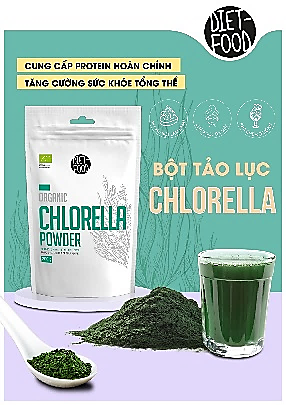 DIET-
FOOD
CUNG CẤP PROTEIN HOÀN CHỈNH
TĂNG CƯỜNG SỨC KHỎE TỔNG THỂ
BỘT TẢO LỤC
CHLORELLA
DIET-
FOOD
ORGANIC
CHLORELLA
POWDER